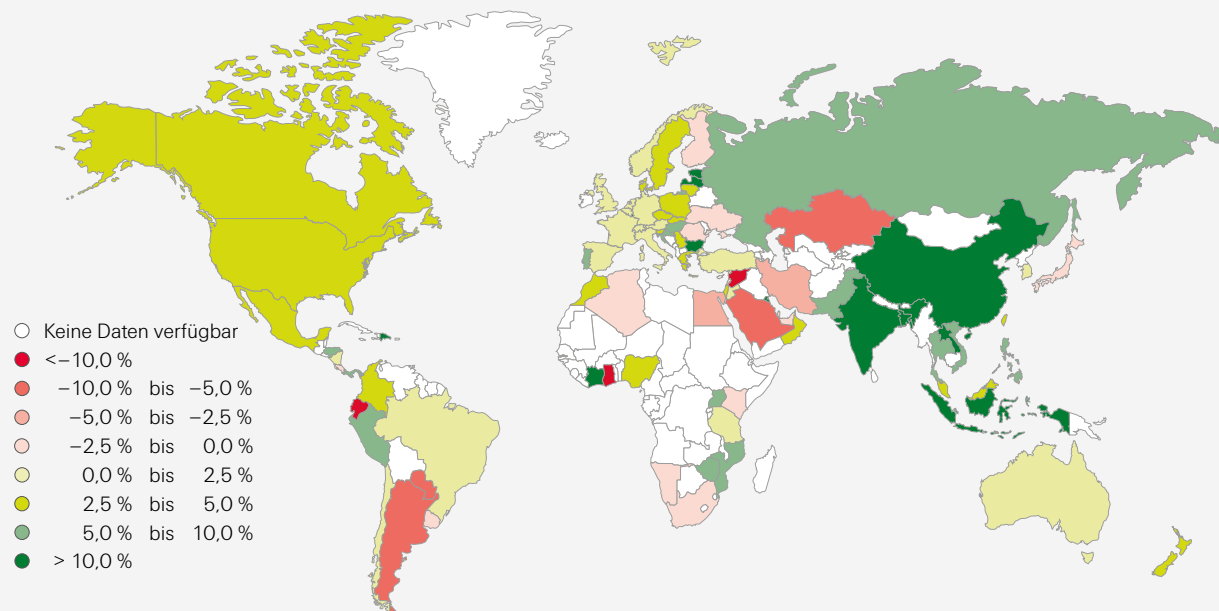 Keine Daten verfügbar
<–10,0 %
–10,0 % bis –5,0 %
–5,0 % bis –2,5 %
–2,5 % bis 0,0 %
0,0 % bis 2,5 %
2,5 % bis 5,0 %
5,0 % bis 10,0 %
> 10,0 %